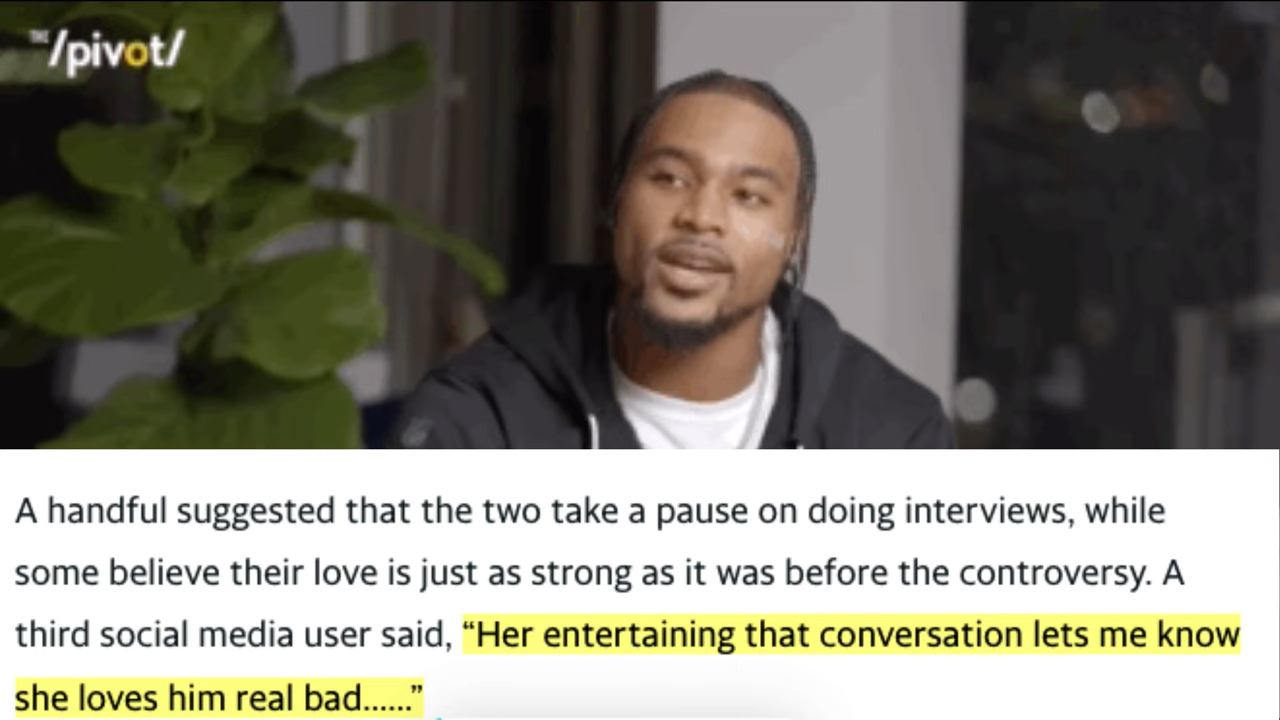 THE /pivot/
A handful suggested that the two take a pause on doing interviews, while
some believe their love is just as strong as it was before the controversy. A
third social media user said, “Her entertaining that conversation lets me know
she loves him real bad......”